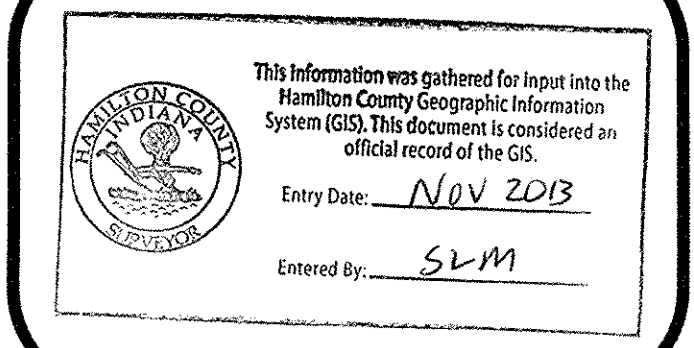 HAMILTON COUNTY
INDIANA
SURVEYOR
This information was gathered for input into the
Hamilton County Geographic Information
System (GIS). This document is considered an
official record of the GIS.
Entry Date: NOV 2013
Entered By: SLM